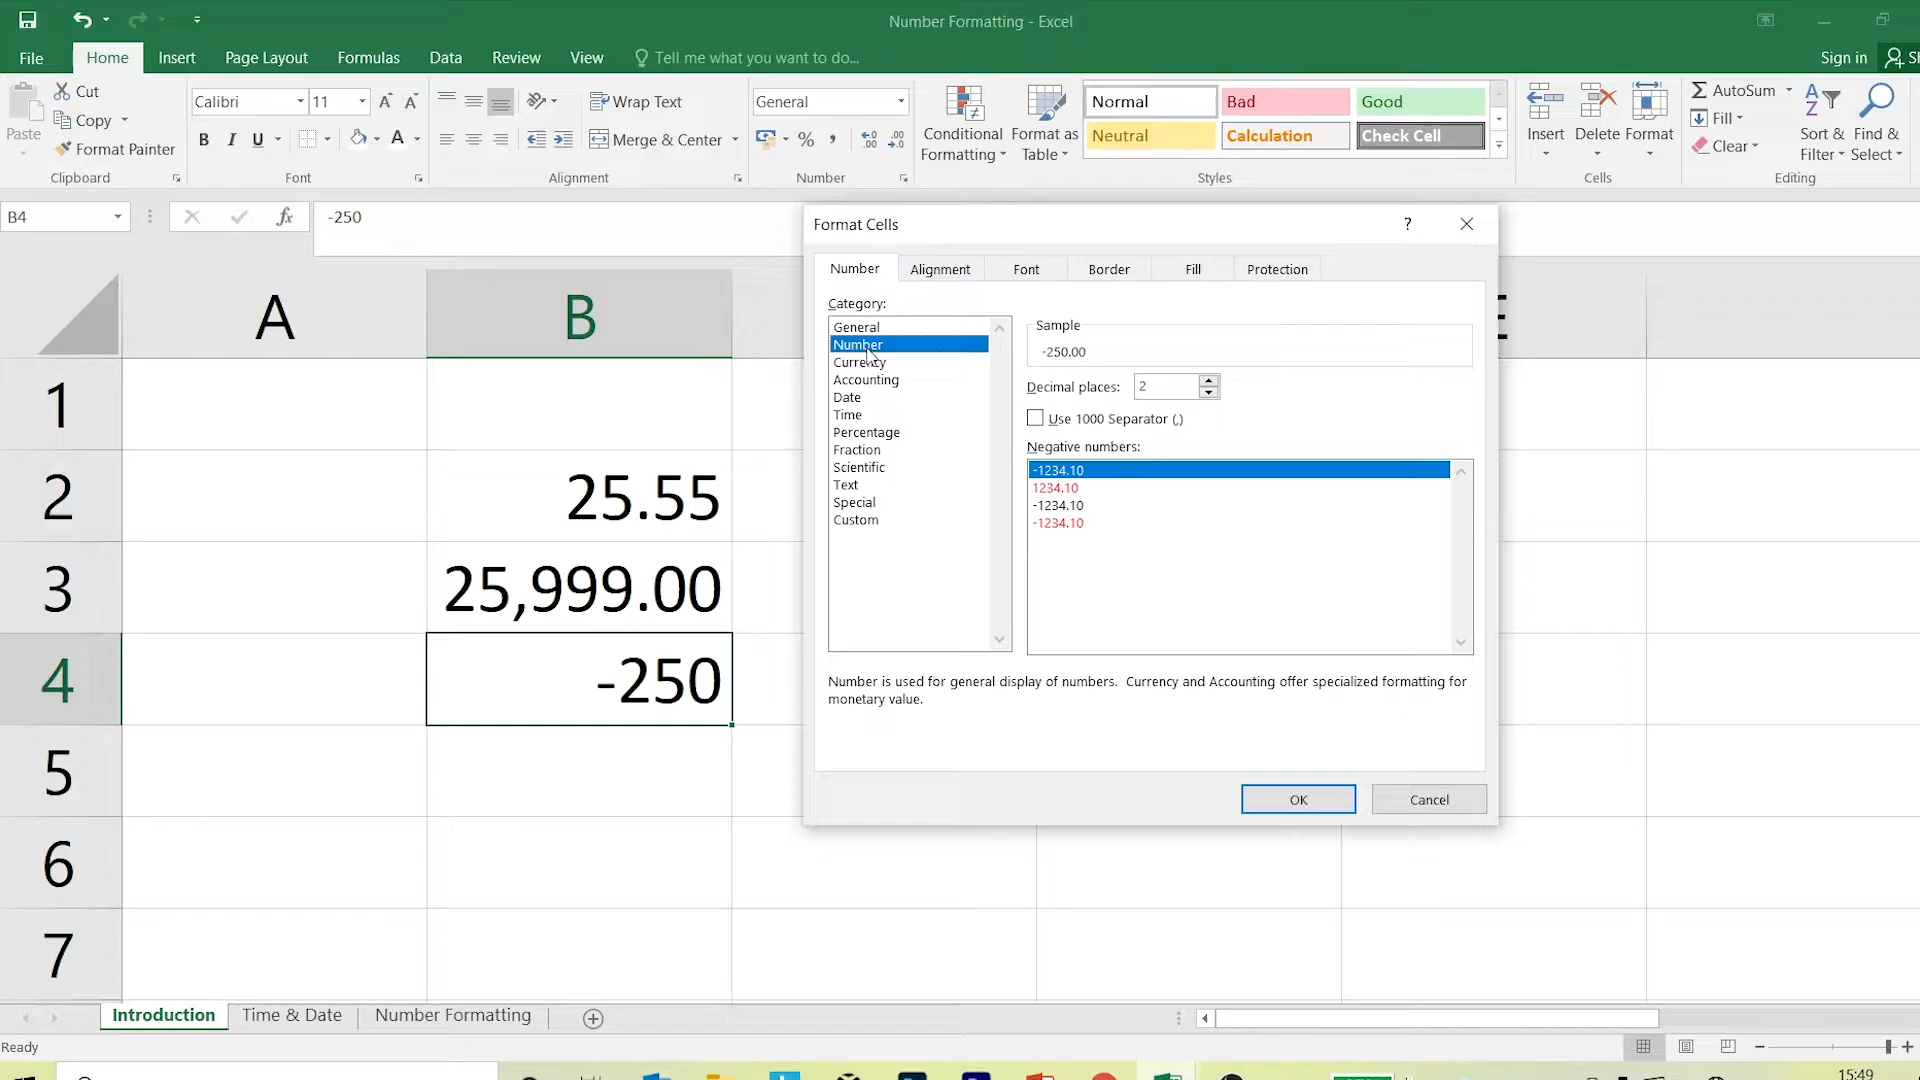 Number Formatting - Excel
File Home Insert Page Layout Formulas Data Review View Tell me what you want to do... Sign in
Paste
Cut
Copy
Format Painter
Clipboard
Calibri 11
B I U
Font
Wrap Text
Merge & Center
Alignment
General
%
Number
Conditional Formatting
Format as Table
Normal Bad Good
Neutral Calculation Check Cell
Styles
Insert Delete Format
Cells
AutoSum
Fill
Clear
Sort & Filter
Find & Select
Editing
B4 fx -250
Format Cells
Number Alignment Font Border Fill Protection
Category:
General
Number
Currency
Accounting
Date
Time
Percentage
Fraction
Scientific
Text
Special
Custom
Sample
-250.00
Decimal places: 2
Use 1000 Separator (,)
Negative numbers:
-1234.10
1234.10
-1234.10
-1234.10
Number is used for general display of numbers. Currency and Accounting offer specialized formatting for
monetary value.
OK Cancel
A B E
1
2 25.55
3 25,999.00
4 -250
5
6
7
Introduction Time & Date Number Formatting
Ready
15:49